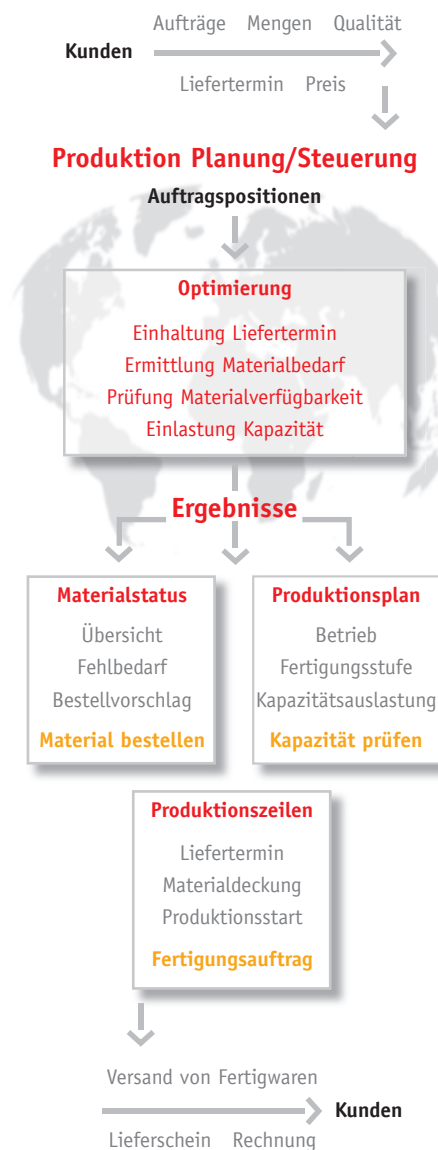 Aufträge Mengen Qualität
Kunden
Liefertermin Preis
Produktion Planung/Steuerung
Auftragspositionen
Optimierung
Einhaltung Liefertermin
Ermittlung Materialbedarf
Prüfung Materialverfügbarkeit
Einlastung Kapazität
Ergebnisse
Materialstatus
Übersicht
Fehlbedarf
Bestellvorschlag
Material bestellen
Produktionsplan
Betrieb
Fertigungsstufe
Kapazitätsauslastung
Kapazität prüfen
Produktionszeilen
Liefertermin
Materialdeckung
Produktionsstart
Fertigungsauftrag
Versand von Fertigwaren
Kunden
Lieferschein Rechnung